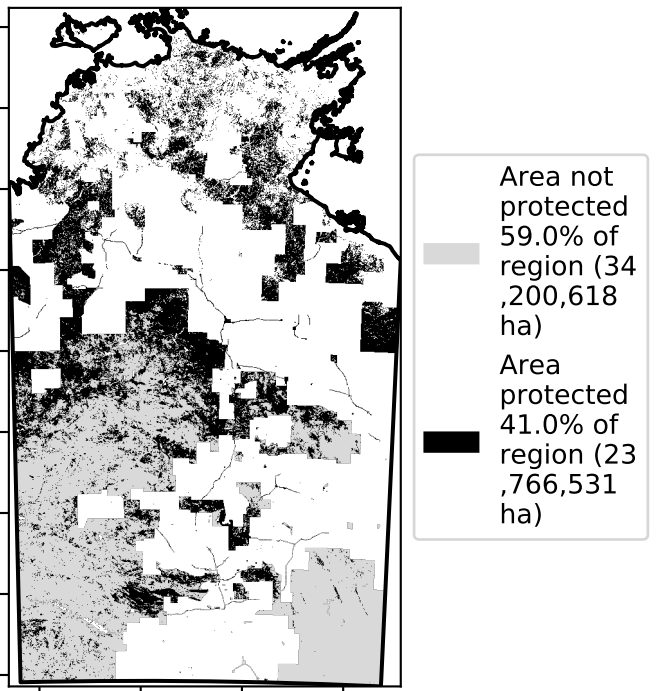 Area not
protected
59.0% of
region (34
,200,618
ha)
Area
protected
41.0% of
region (23
,766,531
ha)